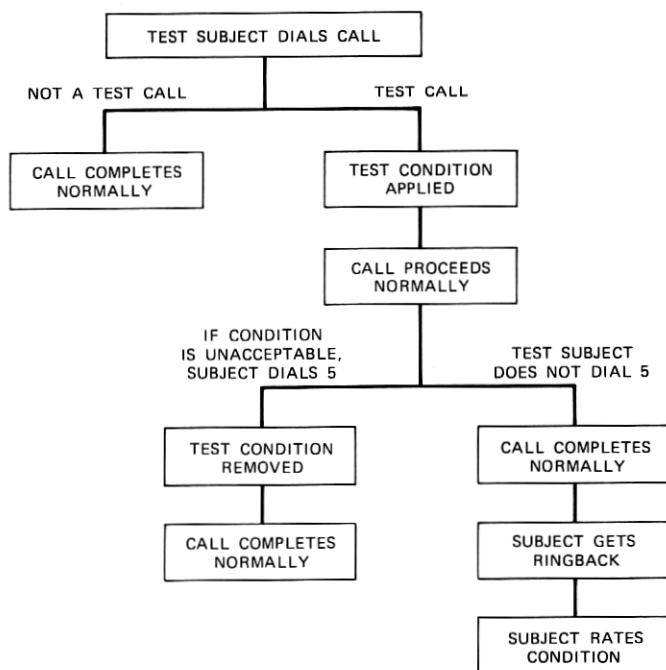 TEST SUBJECT DIALS CALL
NOT A TEST CALL
TEST CALL
CALL COMPLETES
NORMALLY
TEST CONDITION
APPLIED
CALL PROCEEDS
NORMALLY
IF CONDITION
IS UNACCEPTABLE,
SUBJECT DIALS 5
TEST SUBJECT
DOES NOT DIAL 5
TEST CONDITION
REMOVED
CALL COMPLETES
NORMALLY
CALL COMPLETES
NORMALLY
SUBJECT GETS
RINGBACK
SUBJECT RATES
CONDITION